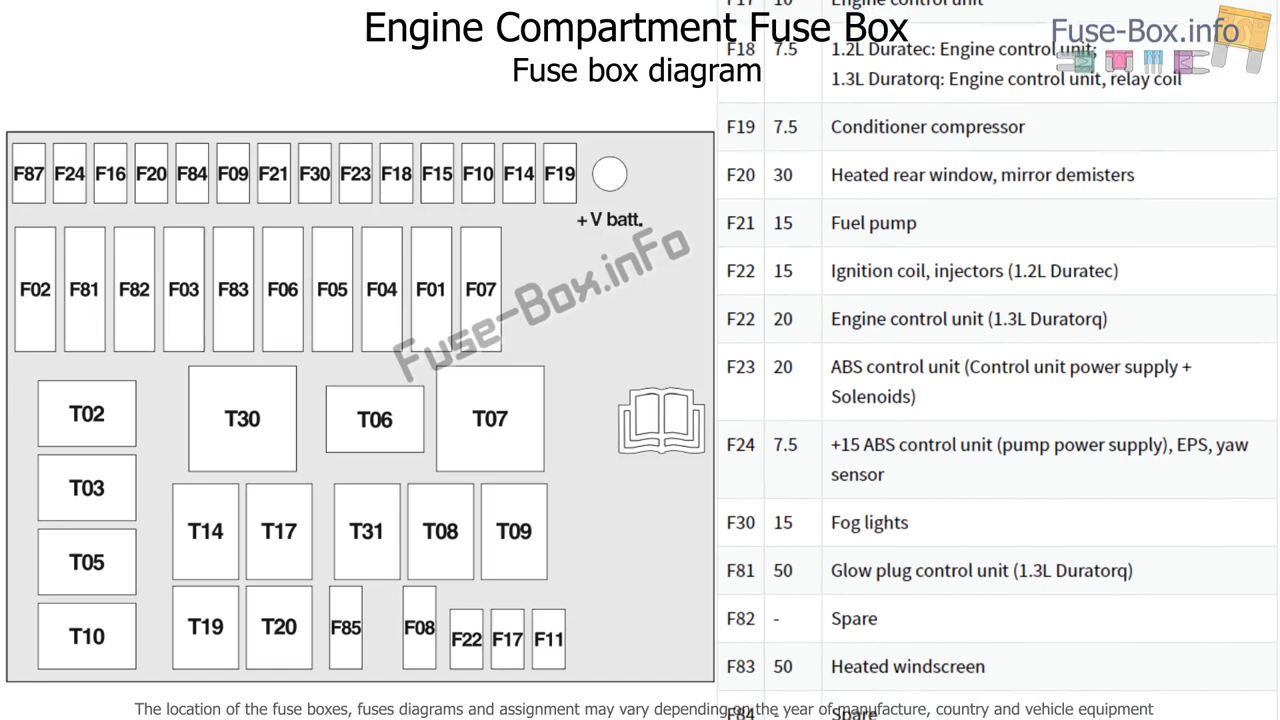 Engine Compartment Fuse Box
Fuse box diagram
Fuse-Box.info
F87 F24 F16 F20 F84 F09 F21 F30 F23 F18 F15 F10 F14 F19
+ V batt.
F02 F81 F82 F03 F83 F06 F05 F04 F01 F07
Fuse-Box.inFo
T02 T30 T06 T07
T03
T14 T17 T31 T08 T09
T05
T19 T20 F85 F08 F22 F17 F11
T10
F17 10 Engine control unit
F18 7.5 1.2L Duratec: Engine control unit;
1.3L Duratorq: Engine control unit, relay coil
F19 7.5 Conditioner compressor
F20 30 Heated rear window, mirror demisters
F21 15 Fuel pump
F22 15 Ignition coil, injectors (1.2L Duratec)
F22 20 Engine control unit (1.3L Duratorq)
F23 20 ABS control unit (Control unit power supply +
Solenoids)
F24 7.5 +15 ABS control unit (pump power supply), EPS, yaw
sensor
F30 15 Fog lights
F81 50 Glow plug control unit (1.3L Duratorq)
F82 - Spare
F83 50 Heated windscreen
F84 - Spare
The location of the fuse boxes, fuses diagrams and assignment may vary depending on the year of manufacture, country and vehicle equipment